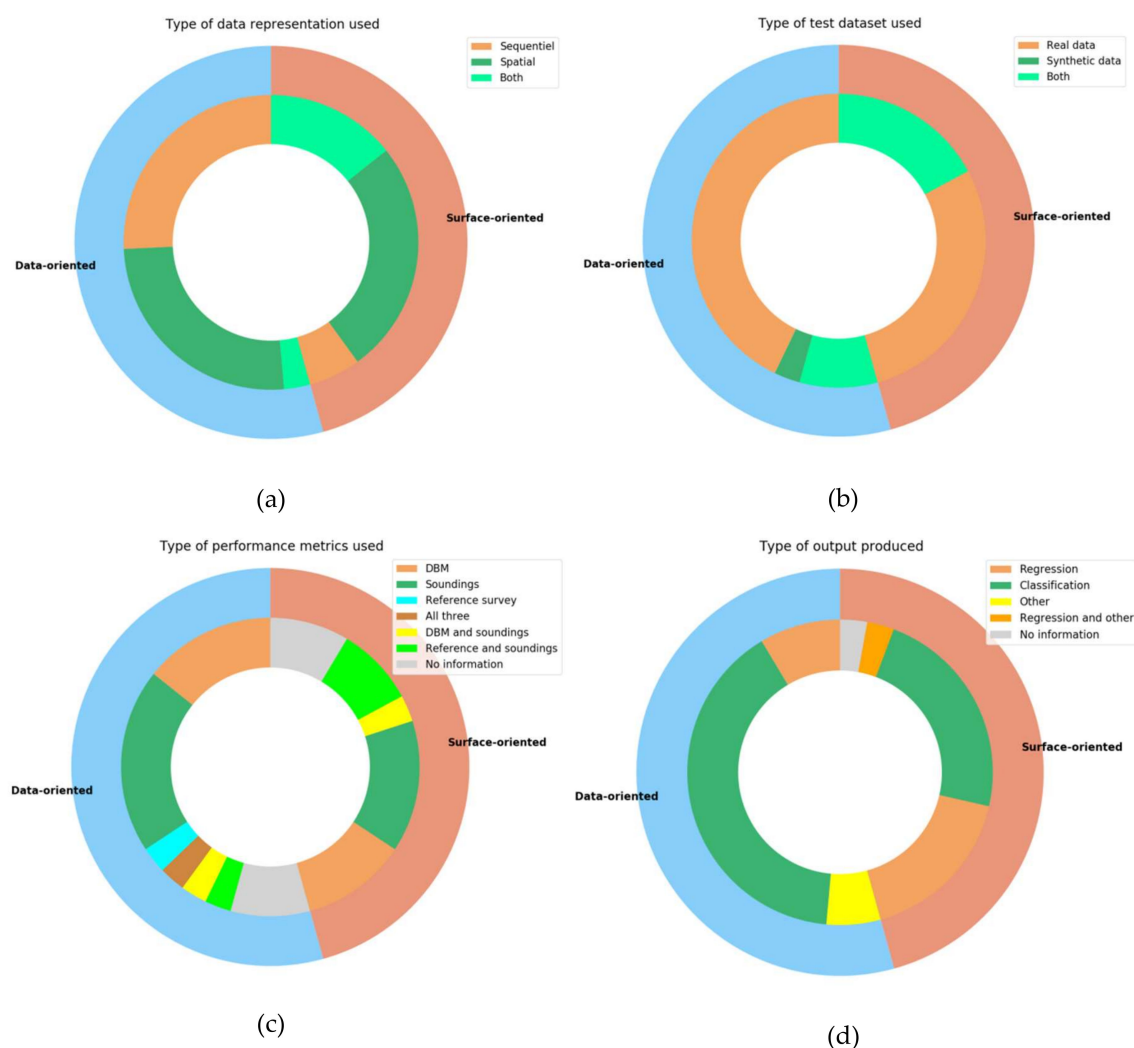 Type of data representation used
Sequentiel
Spatial
Both
Surface-oriented
Data-oriented
(a)
Type of test dataset used
Real data
Synthetic data
Both
Surface-oriented
Data-oriented
(b)
Type of performance metrics used
DBM
Soundings
Reference survey
All three
DBM and soundings
Reference and soundings
No information
Surface-oriented
Data-oriented
(c)
Type of output produced
Regression
Classification
Other
Regression and other
No information
Surface-oriented
Data-oriented
(d)